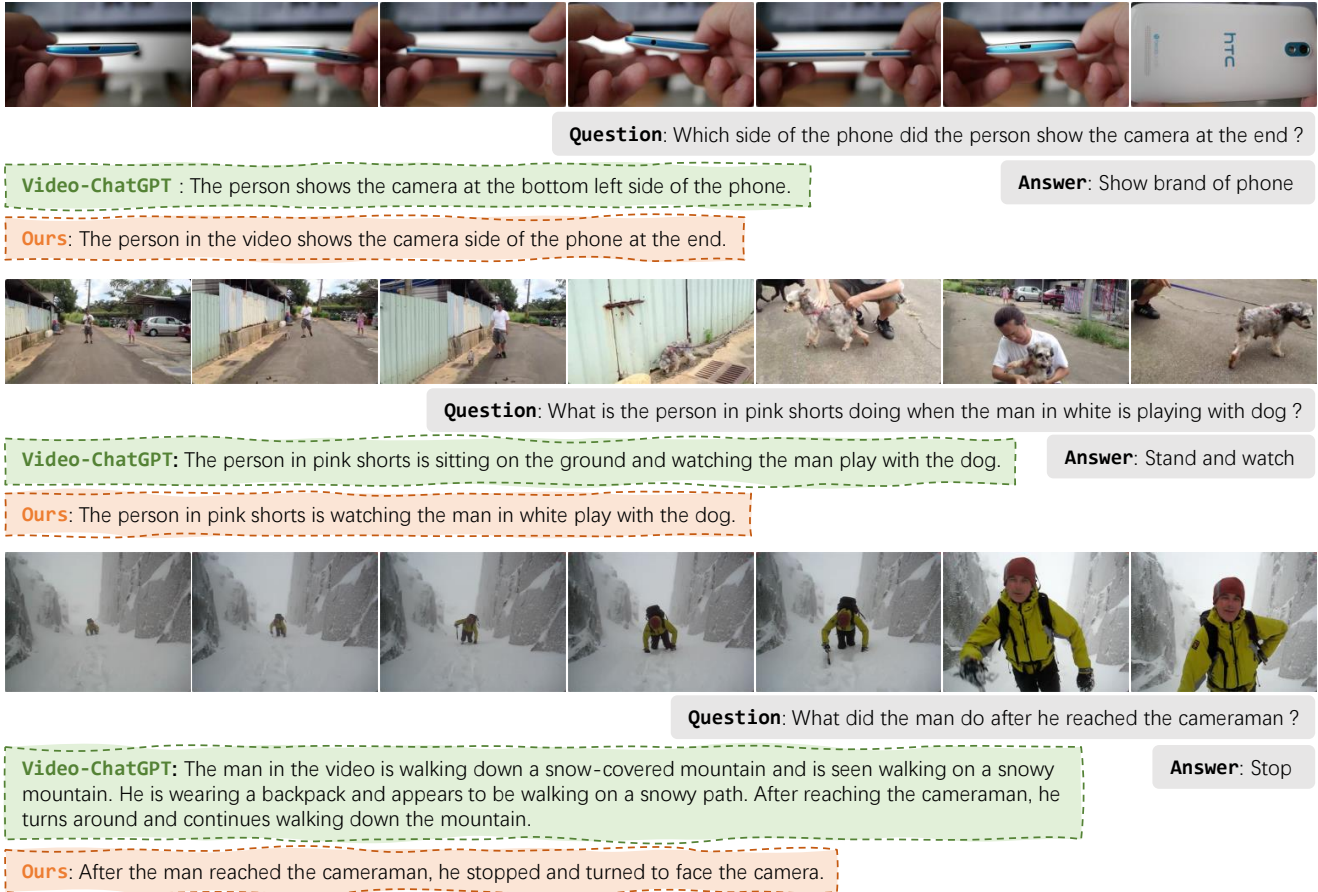 hTC
Question: Which side of the phone did the person show the camera at the end ?
Video-ChatGPT : The person shows the camera at the bottom left side of the phone.
Answer: Show brand of phone
Ours: The person in the video shows the camera side of the phone at the end.
Question: What is the person in pink shorts doing when the man in white is playing with dog ?
Video-ChatGPT: The person in pink shorts is sitting on the ground and watching the man play with the dog.
Answer: Stand and watch
Ours: The person in pink shorts is watching the man in white play with the dog.
Question: What did the man do after he reached the cameraman ?
Video-ChatGPT: The man in the video is walking down a snow-covered mountain and is seen walking on a snowy
mountain. He is wearing a backpack and appears to be walking on a snowy path. After reaching the cameraman, he
turns around and continues walking down the mountain.
Answer: Stop
Ours: After the man reached the cameraman, he stopped and turned to face the camera.